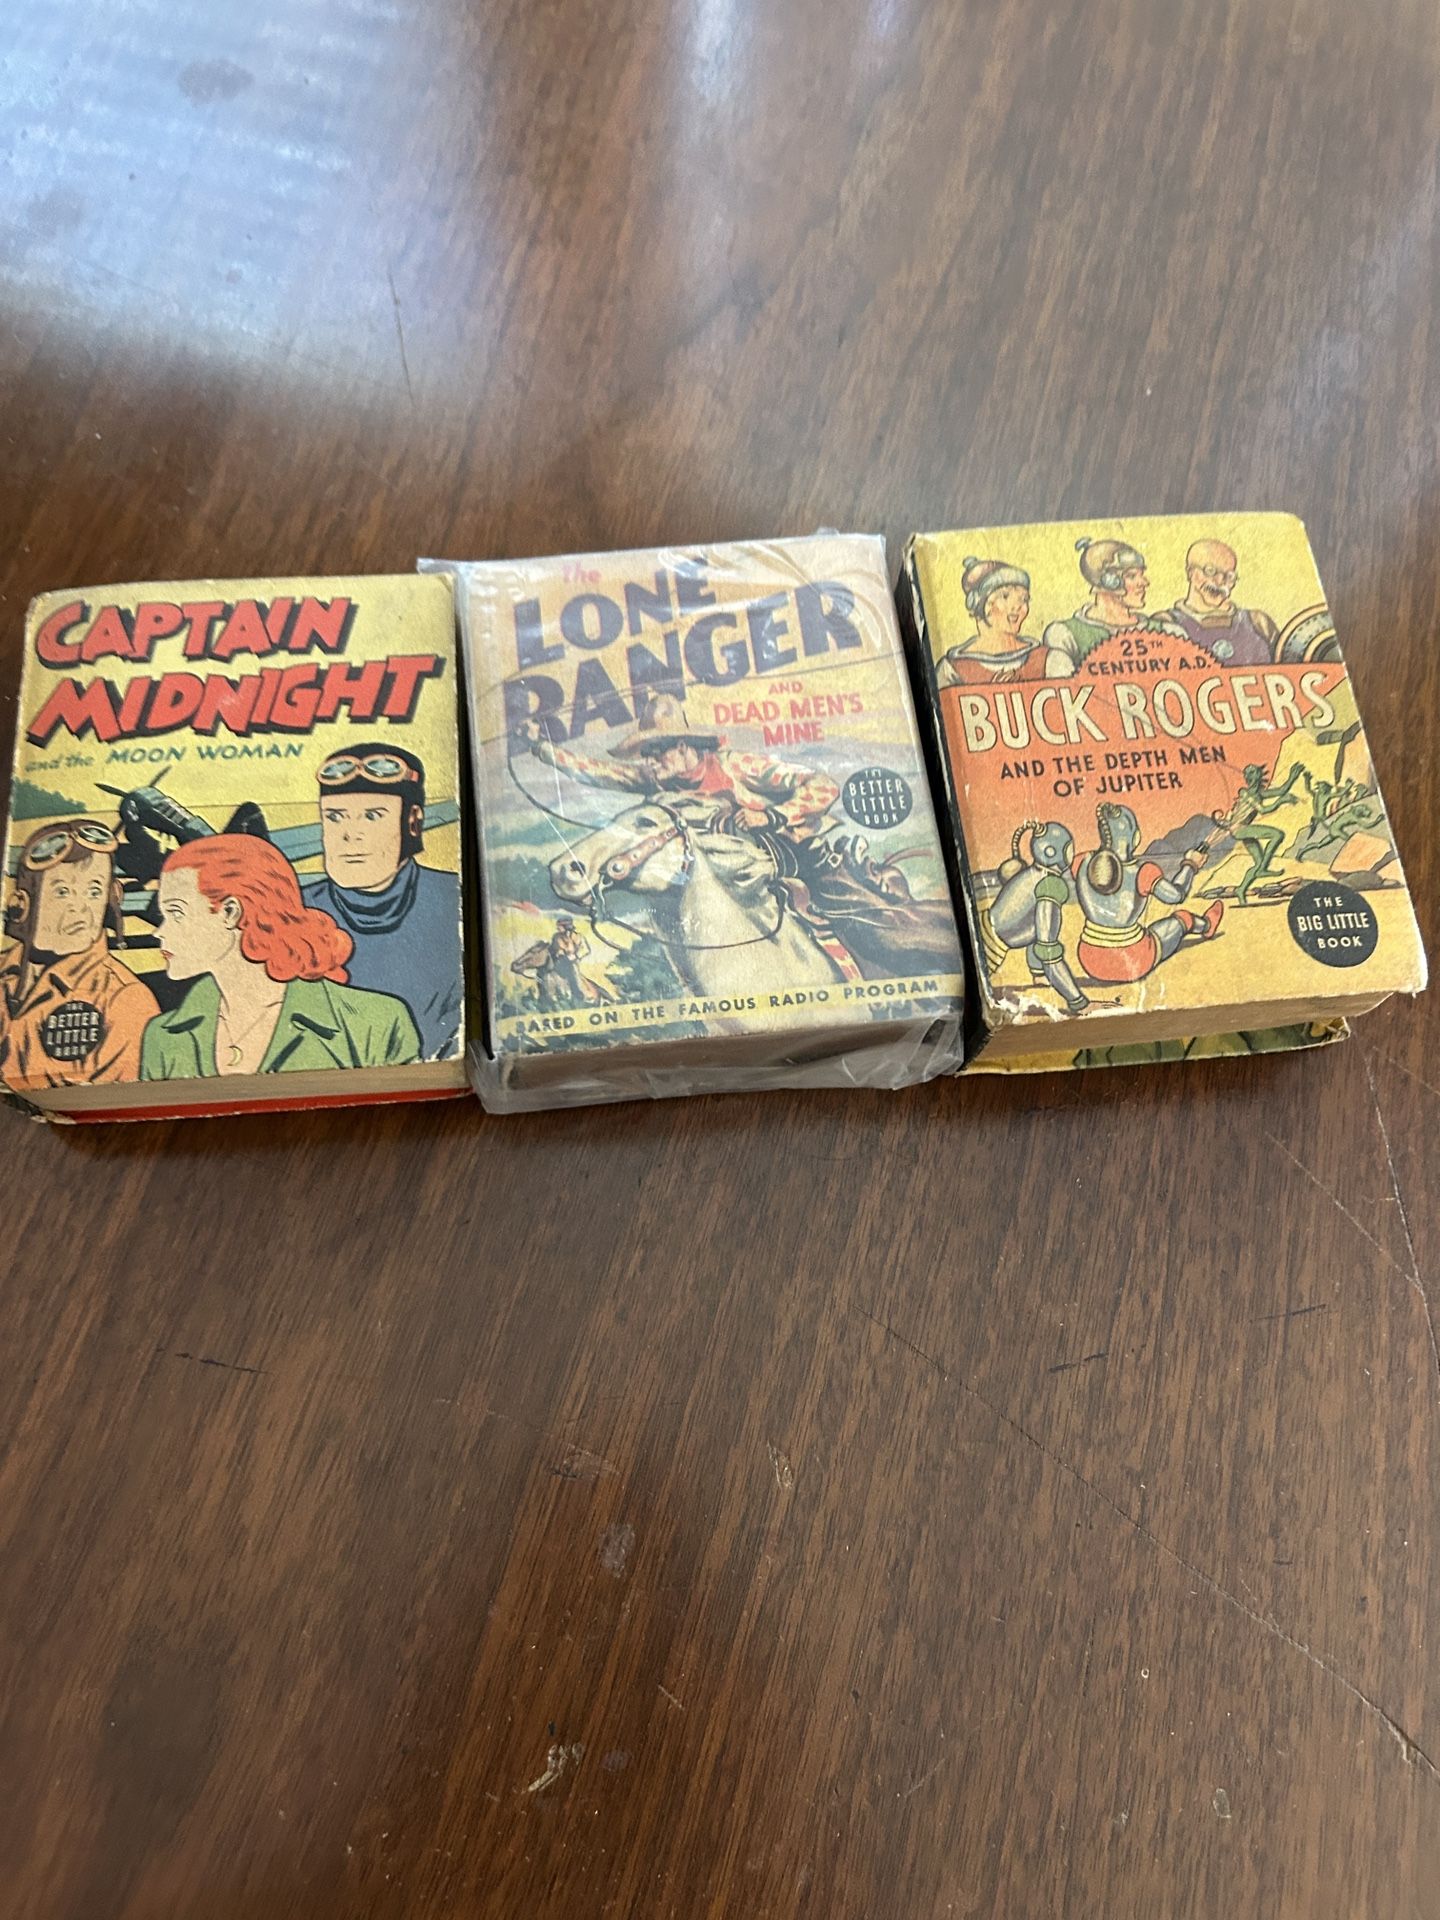 CAPTAIN
MIDNIGHT
and the MOON WOMAN
THE
BETTER
LITTLE
BOOK
the
LONE
RANGER
AND
DEAD MEN'S
MINE
THE
BETTER
LITTLE
BOOK
BASED ON THE FAMOUS RADIO PROGRAM
25TH
CENTURY A.D.
BUCK ROGERS
AND THE DEPTH MEN
OF JUPITER
THE
BIG LITTLE
BOOK